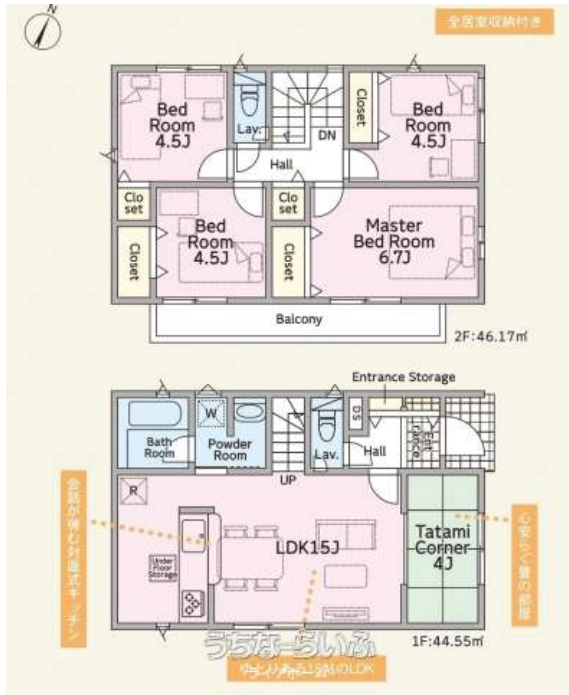 N
全居室収納付き
Bed
Room
4.5J
Lav.
DN
Closet
Bed
Room
4.5J
Hall
Clo
set
Bed
Room
4.5J
Clo
set
Master
Bed Room
6.7J
Closet
Closet
Balcony
2F:46.17㎡
Entrance Storage
Bath
Room
W
Powder
Room
UP
Lav.
DS
Hall
Ent
rance
R
会話が弾む対面式キッチン
LDK15J
Under
Floor
Storage
Tatami
Corner
4J
心安らぐ畳の部屋
1F:44.55㎡
うちなーらいふ